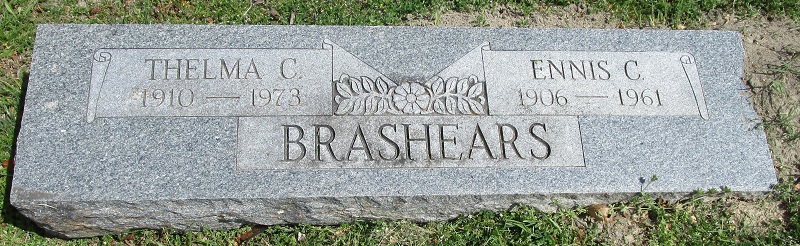 THELMA C.
1910 — 1973
ENNIS C.
1906 — 1961
BRASHEARS